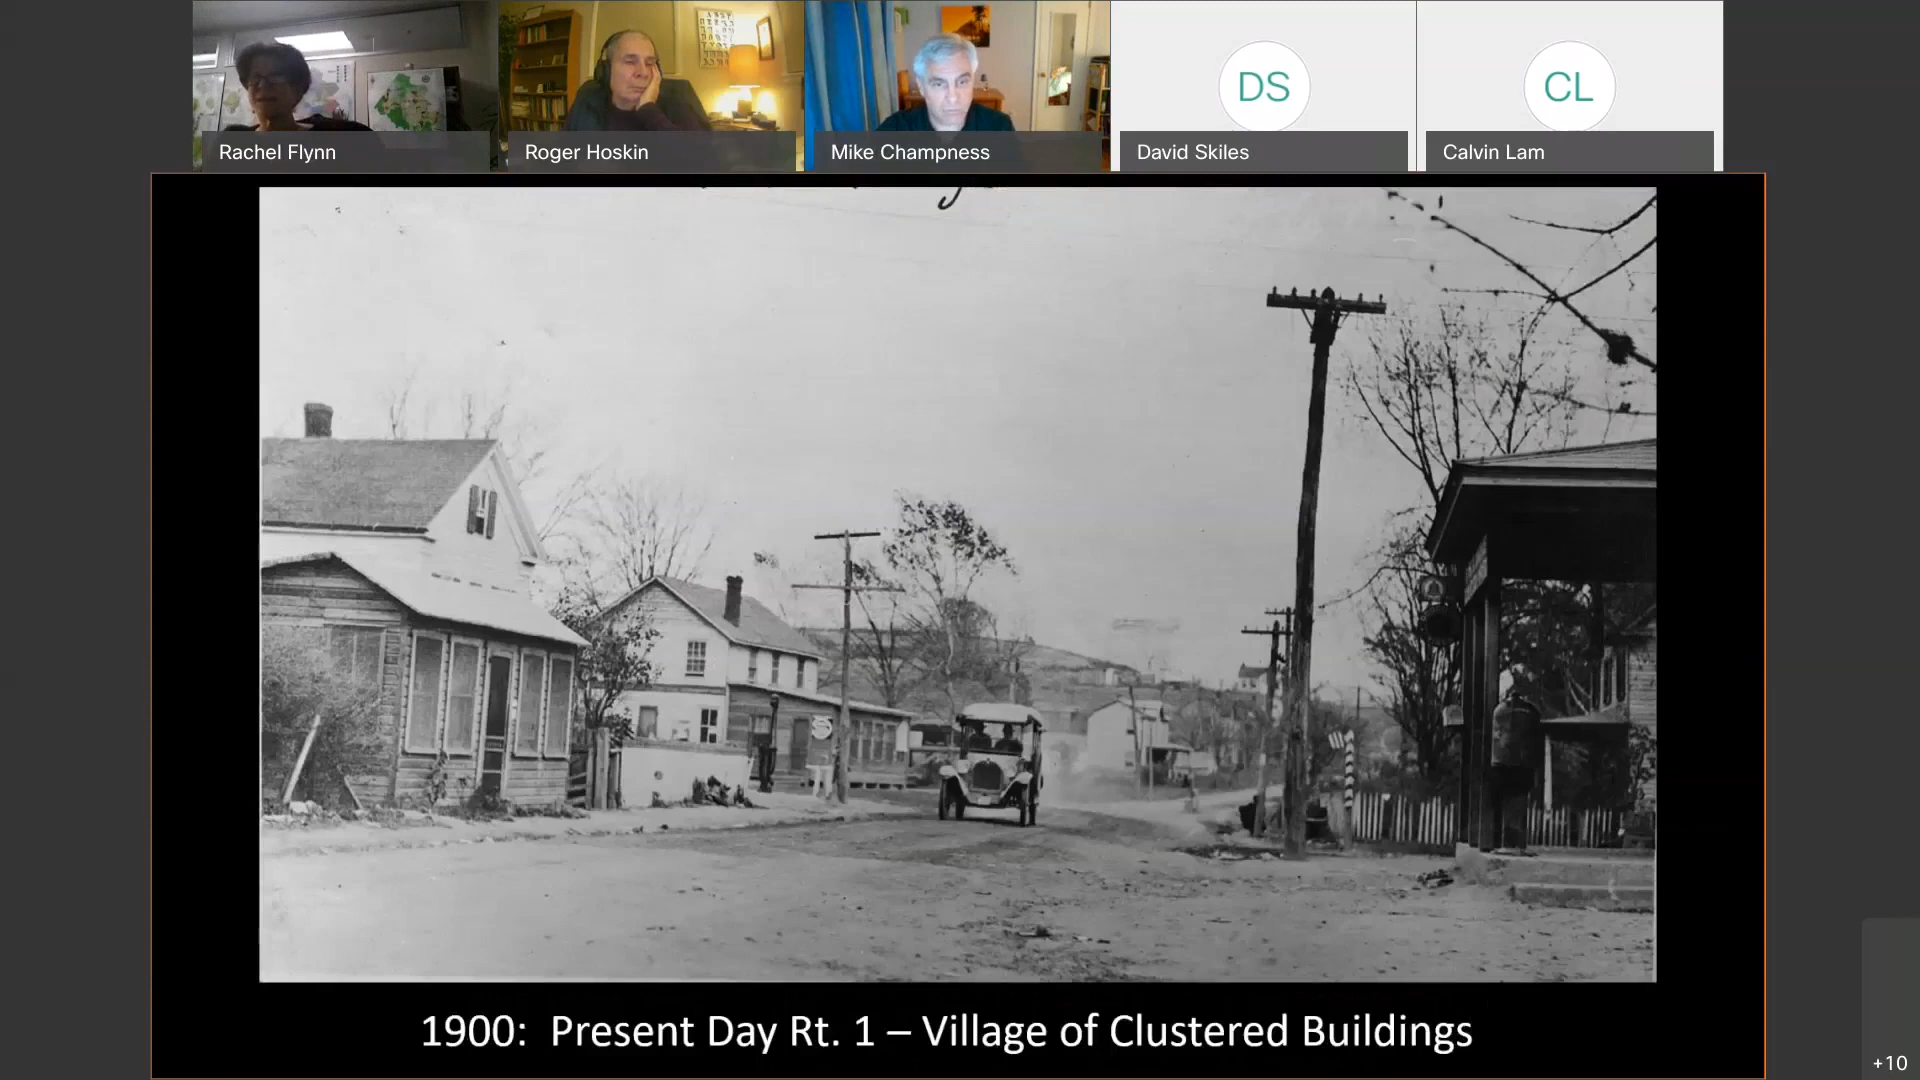 Rachel Flynn
Roger Hoskin
Mike Champness
DS
David Skiles
CL
Calvin Lam
1900:  Present Day Rt. 1 – Village of Clustered Buildings
+10